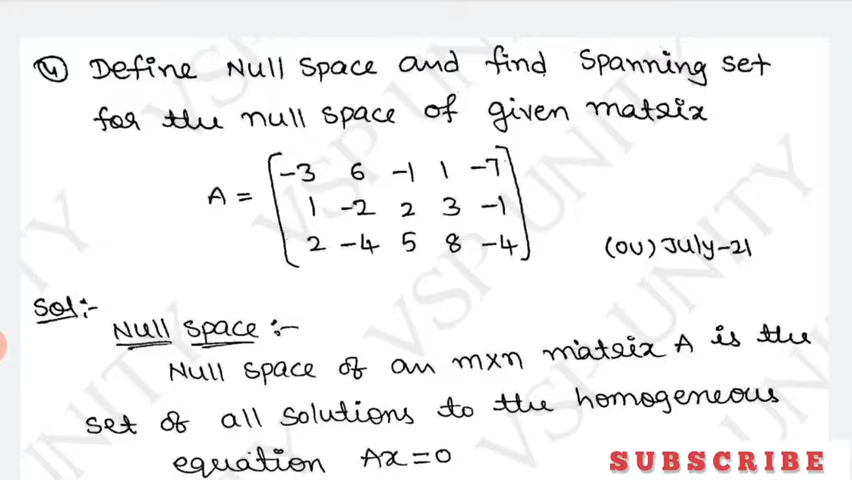 4) Define Null Space and find Spanning set
for the null space of given matrix
A = [ -3 6 -1 1 -7
1 -2 2 3 -1
2 -4 5 8 -4 ]
(OU) July-21
Sol:-
Null Space :-
Null space of an mxn matrix A is the
set of all solutions to the homogeneous
equation Ax=0
SUBSCRIBE
VSP UNITY